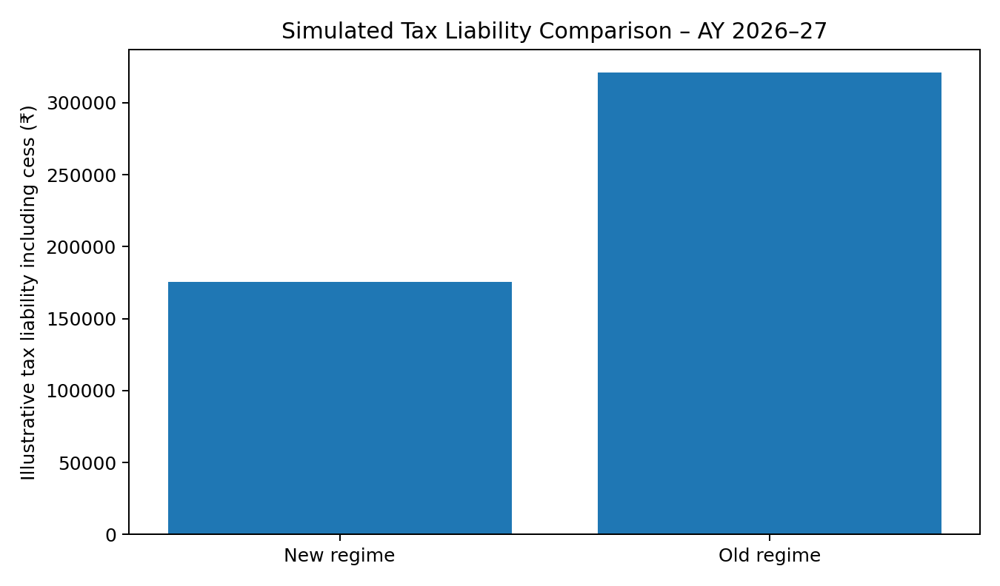 Simulated Tax Liability Comparison – AY 2026–27
Illustrative tax liability including cess (₹)
300000
250000
200000
150000
100000
50000
0
New regime
Old regime